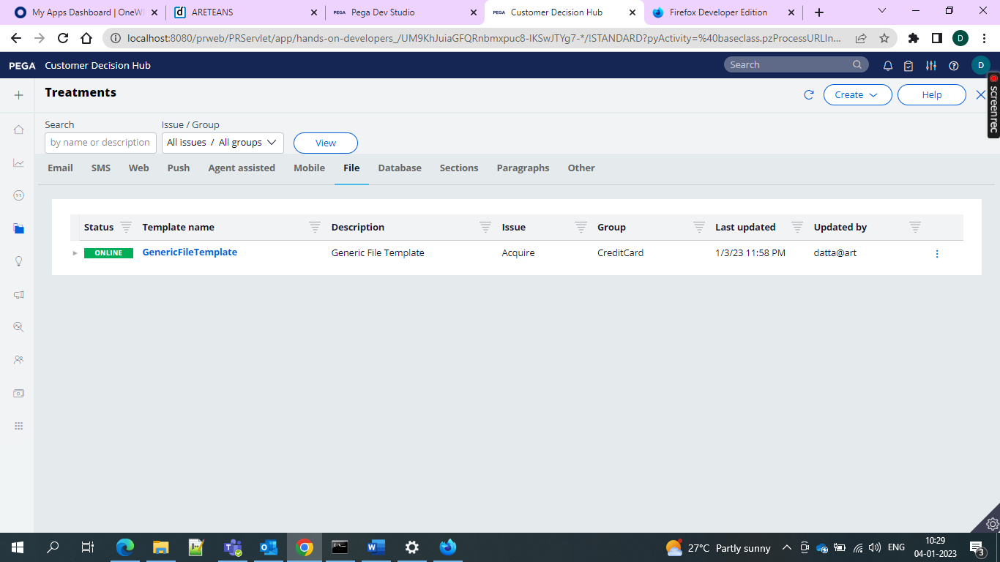 My Apps Dashboard | OneW
ARETEANS
PEGA Pega Dev Studio
PEGA Customer Decision Hub
Firefox Developer Edition
localhost:8080/prweb/PRServlet/app/hands-on-developers_/UM9KhJuiaGFQRnbmxpuc8-IKSwJTYg7-*/!STANDARD?pyActivity=%40baseclass.pzProcessURLIn...
D
PEGA Customer Decision Hub
Search
D
screenrec
Treatments
Create
Help
Search
Issue / Group
by name or description
All issues / All groups
View
Email SMS Web Push Agent assisted Mobile File Database Sections Paragraphs Other
Status Template name Description Issue Group Last updated Updated by
ONLINE GenericFileTemplate Generic File Template Acquire CreditCard 1/3/23 11:58 PM datta@art
27°C Partly sunny
ENG
10:29
04-01-2023
3